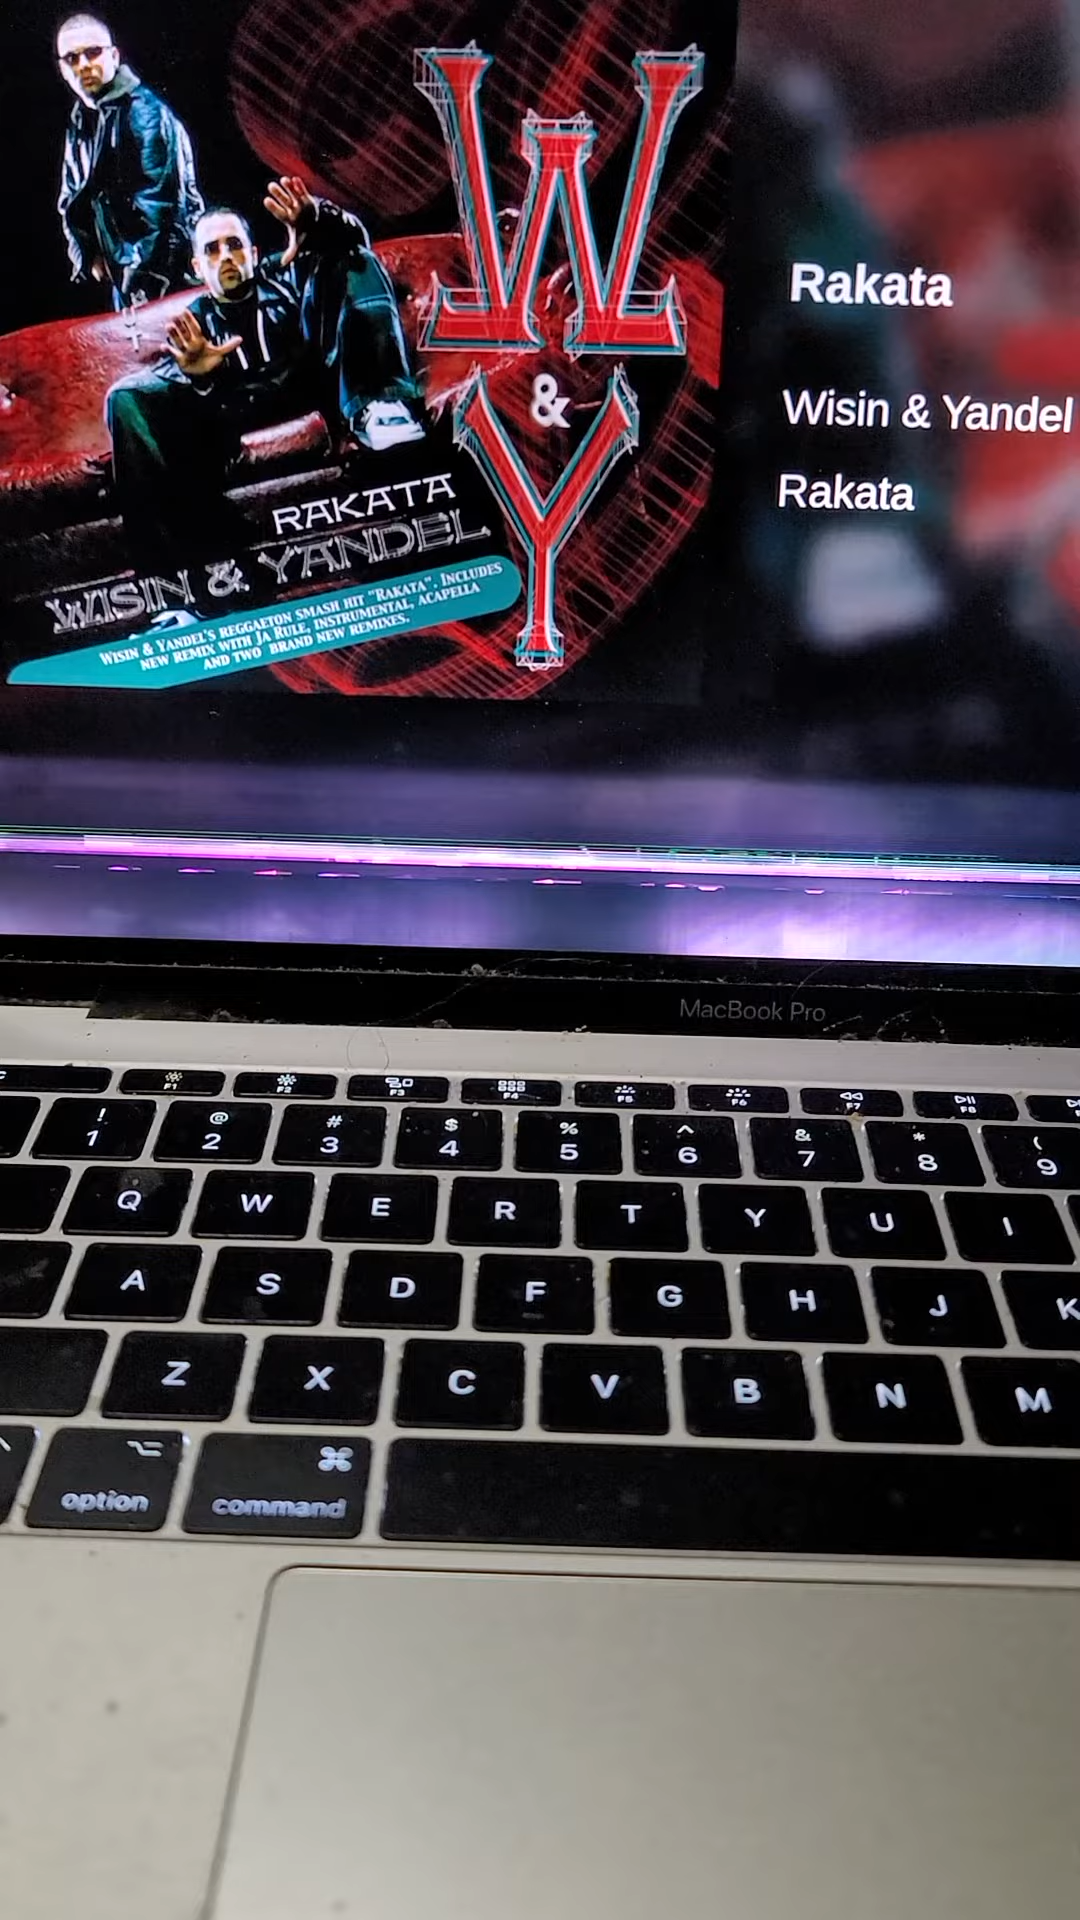 W
&
Y
RAKATA
WISIN & YANDEL
WISIN & YANDEL'S REGGAETON SMASH HIT "RAKATA". INCLUDES
NEW REMIX WITH JA RULE, INSTRUMENTAL, ACAPELLA
AND TWO BRAND NEW REMIXES.
Rakata
Wisin & Yandel
Rakata
MacBook Pro
F1 F2 F3 F4 F5 F6 F7 F8
! @ # $ % ^ & * (
1 2 3 4 5 6 7 8 9
Q W E R T Y U I
A S D F G H J K
Z X C V B N M
option command